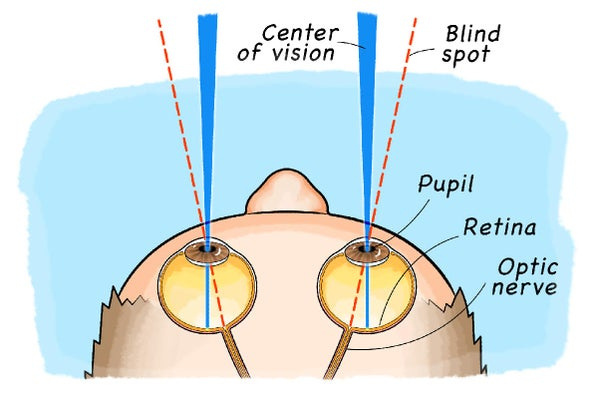 Center
of vision
Blind
spot
Pupil
Retina
Optic
nerve